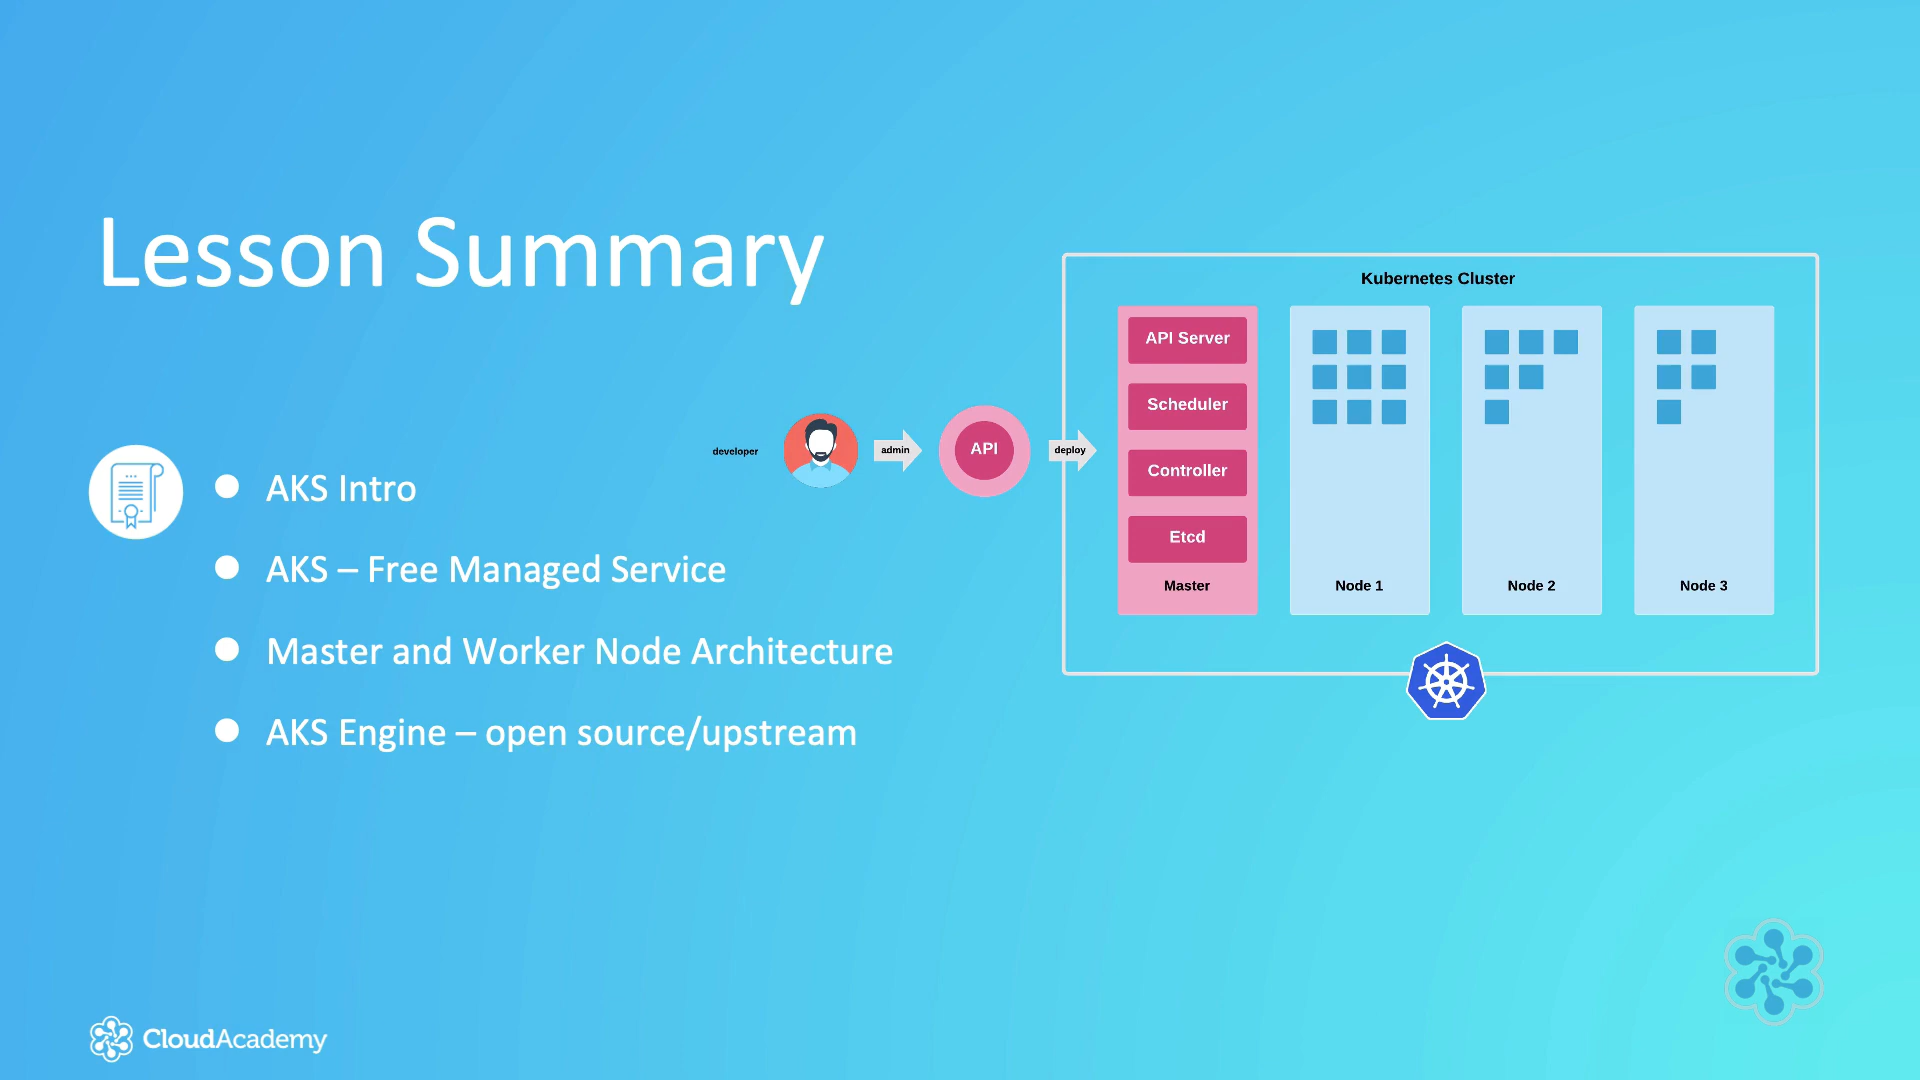 Lesson Summary
AKS Intro
AKS – Free Managed Service
Master and Worker Node Architecture
AKS Engine – open source/upstream
developer
admin
API
deploy
Kubernetes Cluster
API Server
Scheduler
Controller
Etcd
Master
Node 1
Node 2
Node 3
CloudAcademy